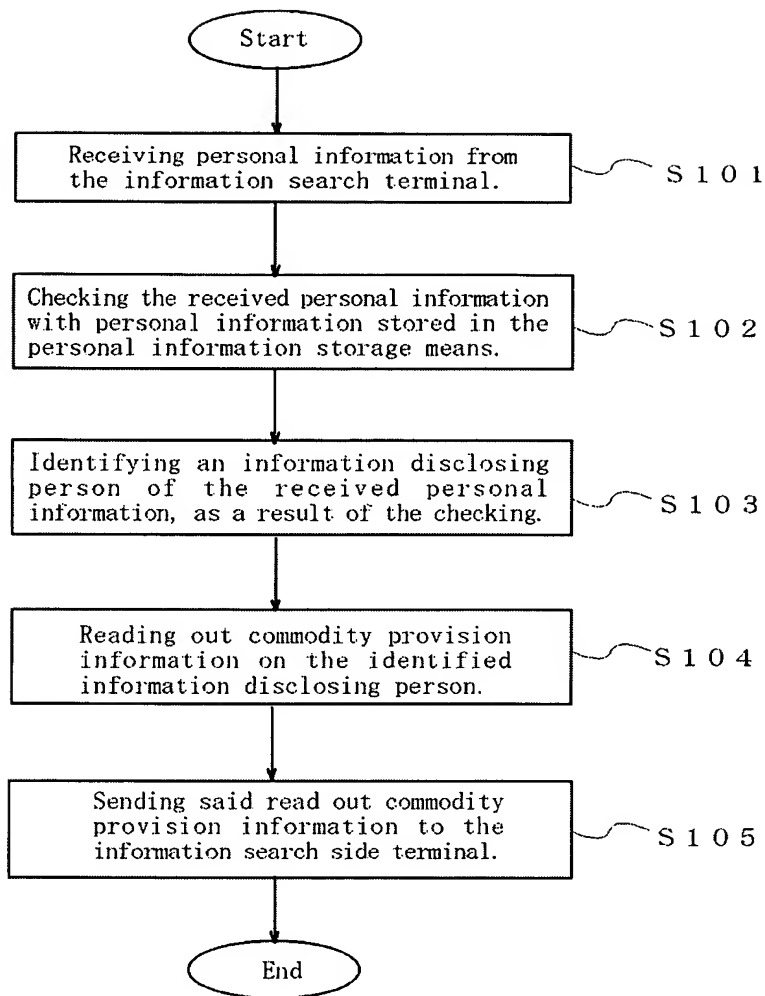 Start
Receiving personal information from
the information search terminal.
S101
Checking the received personal information
with personal information stored in the
personal information storage means.
S102
Identifying an information disclosing
person of the received personal
information, as a result of the checking.
S103
Reading out commodity provision
information on the identified
information disclosing person.
S104
Sending said read out commodity
provision information to the
information search side terminal.
S105
End